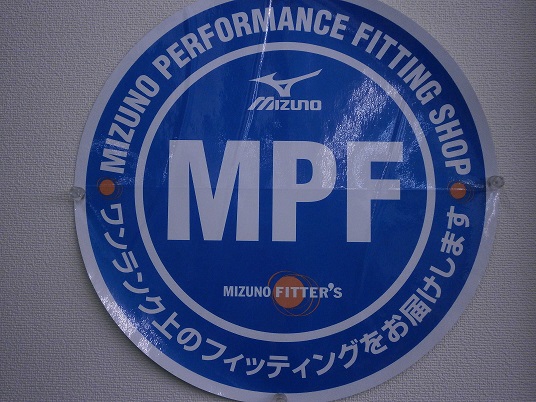 MIZUNO PERFORMANCE FITTING SHOP
MIZUNO
MPF
MIZUNO FITTER'S
ワンランク上のフィッティングをお届けします